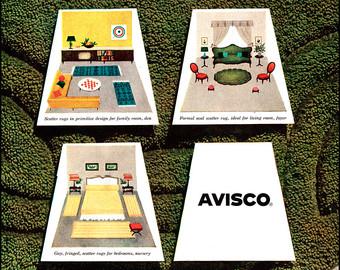 Scatter rugs in primitive design for family room, den
Formal oval scatter rug, ideal for living room, foyer
Gay, fringed, scatter rugs for bedrooms, nursery
AVISCO®